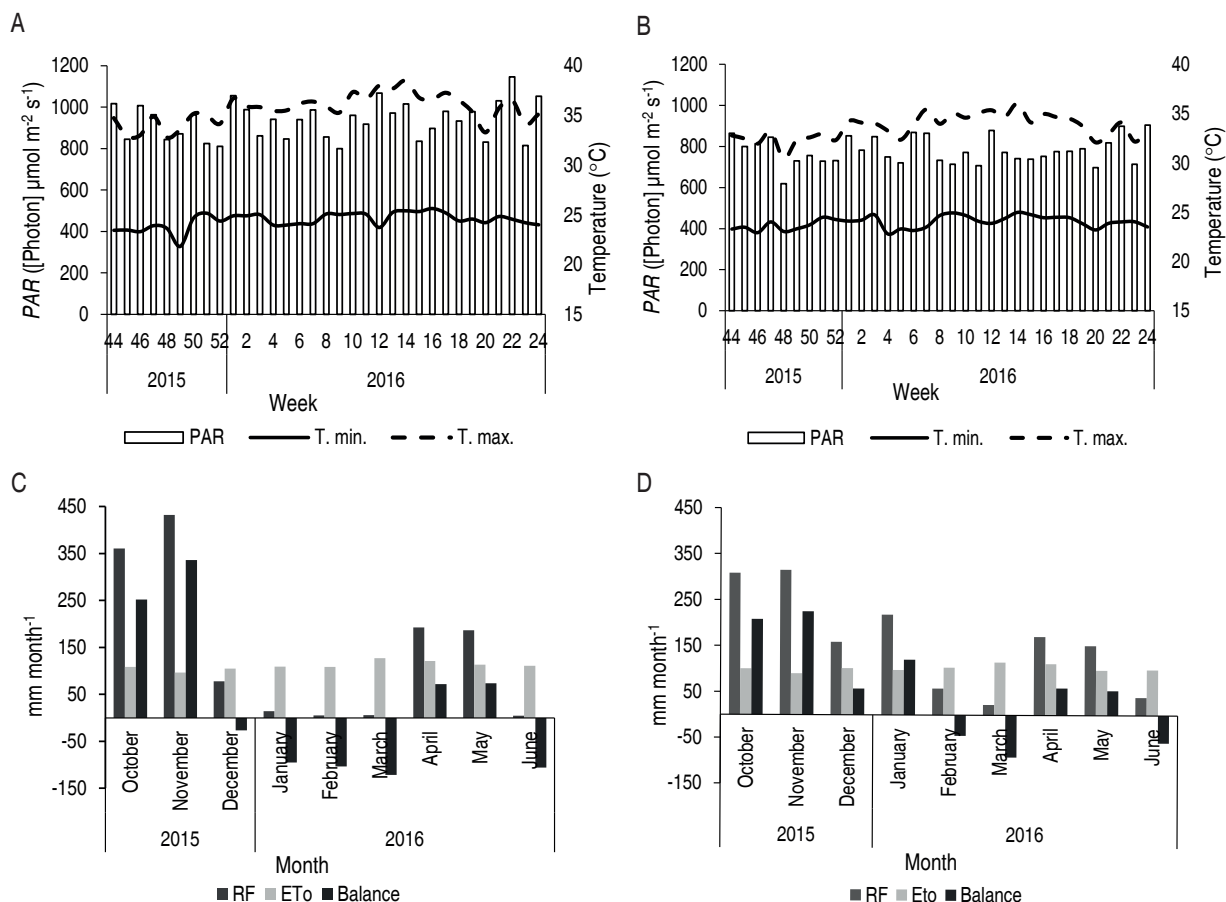 A
PAR ([Photon] μmol m-2 s-1)
1200
1000
800
600
400
200
0
40
35
30
25
20
15
Temperature (°C)
44 46 48 50 52 2 4 6 8 10 12 14 16 18 20 22 24
2015 2016
Week
PAR T. min. T. max.
B
PAR ([Photon] μmol m-2 s-1)
1200
1000
800
600
400
200
0
40
35
30
25
20
15
Temperature (°C)
44 46 48 50 52 2 4 6 8 10 12 14 16 18 20 22 24
2015 2016
Week
PAR T. min. T. max.
C
mm month-1
450
350
250
150
50
-50
-150
October November December January February March April May June
2015 2016
Month
RF ETo Balance
D
mm month-1
450
350
250
150
50
-50
-150
October November December January February March April May June
2015 2016
Month
RF Eto Balance